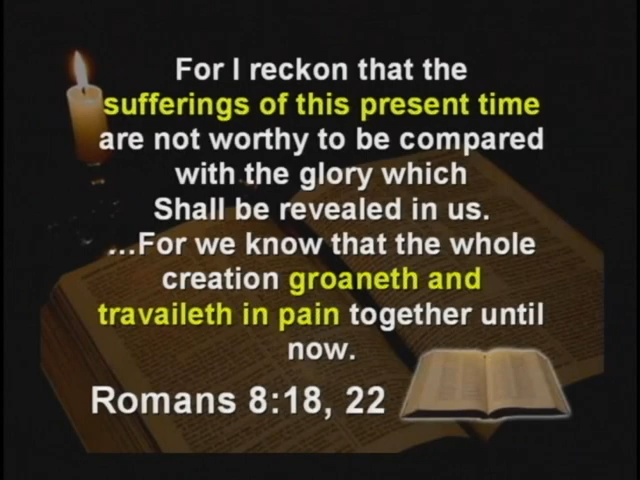 For I reckon that the
sufferings of this present time
are not worthy to be compared
with the glory which
Shall be revealed in us.
...For we know that the whole
creation groaneth and
travaileth in pain together until
now.
Romans 8:18, 22